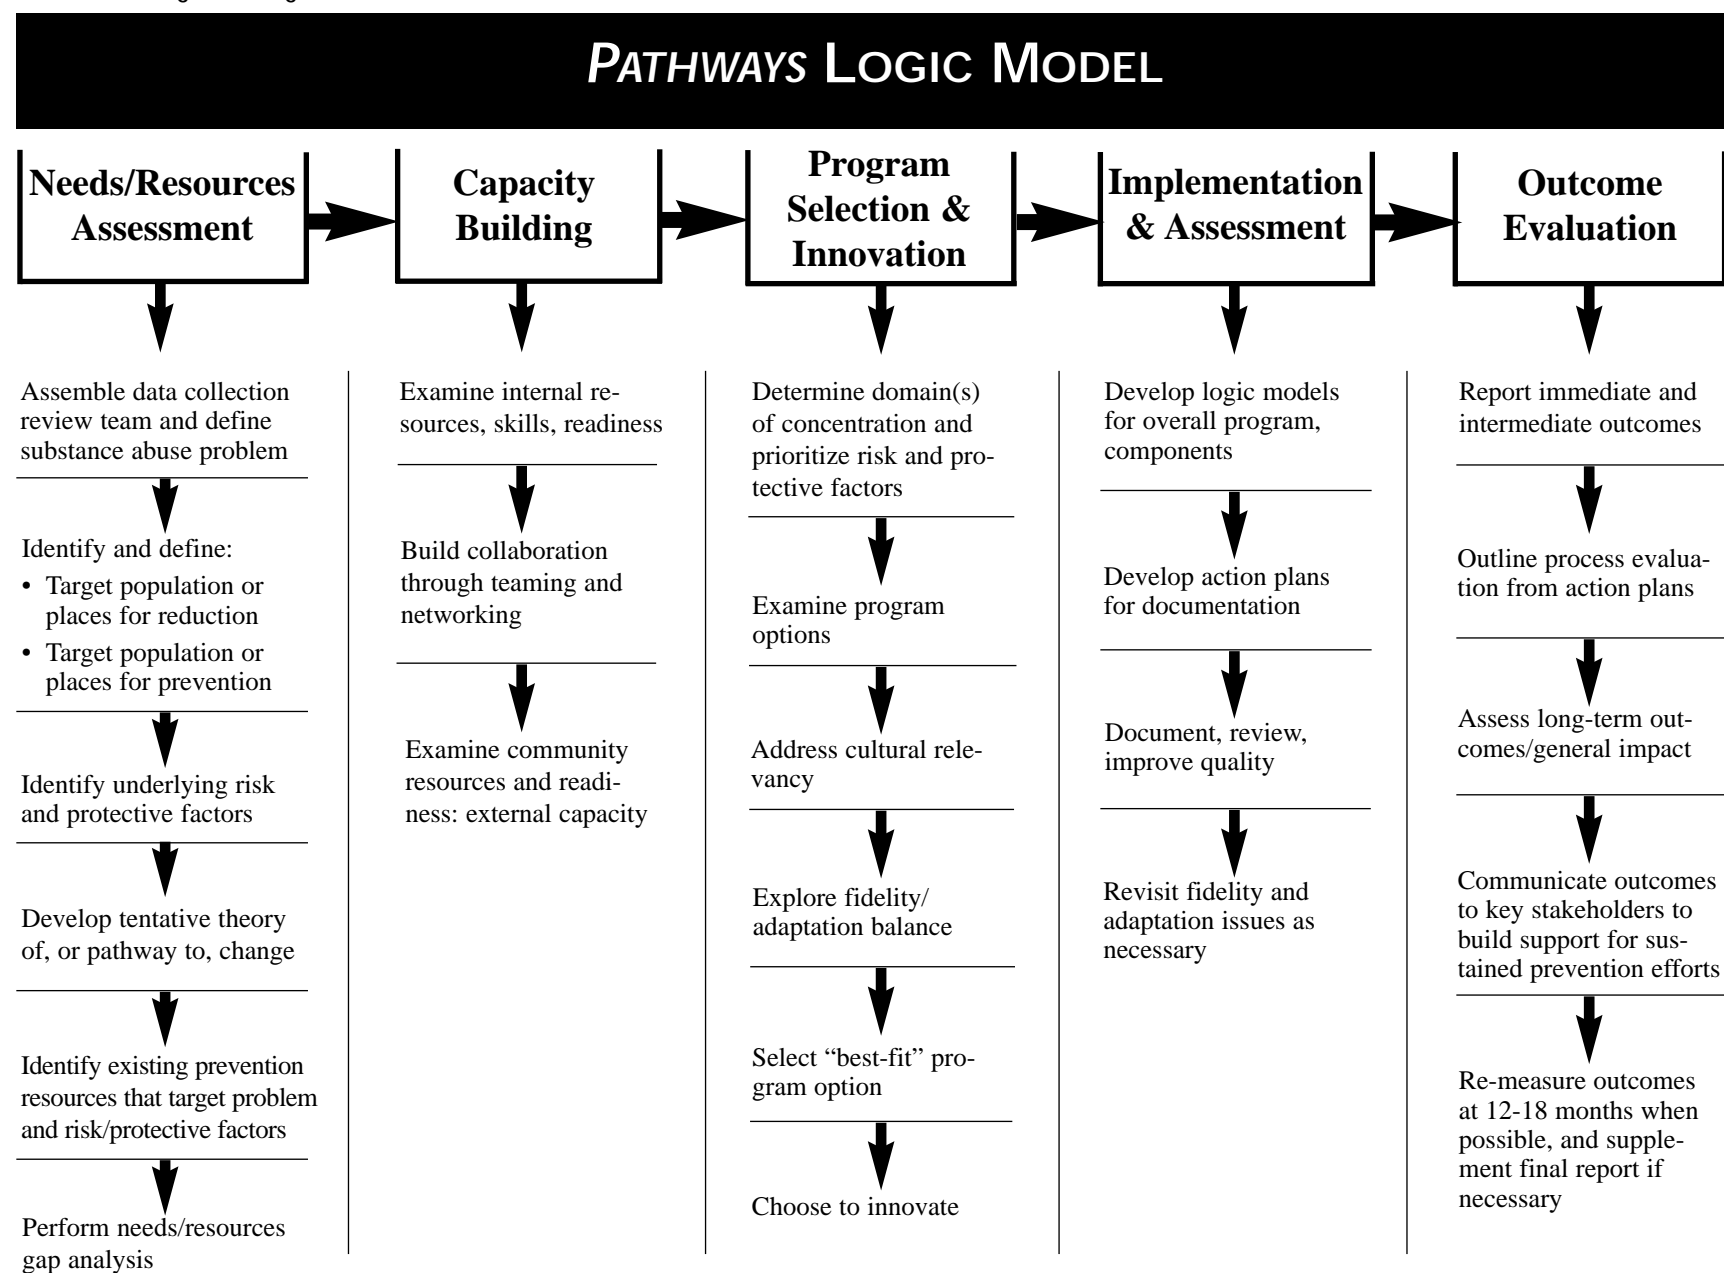 PATHWAYS LOGIC MODEL
Needs/Resources
Assessment
Capacity
Building
Program
Selection &
Innovation
Implementation
& Assessment
Outcome
Evaluation
Assemble data collection
review team and define
substance abuse problem
Identify and define:
• Target population or
places for reduction
• Target population or
places for prevention
Identify underlying risk
and protective factors
Develop tentative theory
of, or pathway to, change
Identify existing prevention
resources that target problem
and risk/protective factors
Perform needs/resources
gap analysis
Examine internal re-
sources, skills, readiness
Build collaboration
through teaming and
networking
Examine community
resources and readi-
ness: external capacity
Determine domain(s)
of concentration and
prioritize risk and pro-
tective factors
Examine program
options
Address cultural rele-
vancy
Explore fidelity/
adaptation balance
Select “best-fit” pro-
gram option
Choose to innovate
Develop logic models
for overall program,
components
Develop action plans
for documentation
Document, review,
improve quality
Revisit fidelity and
adaptation issues as
necessary
Report immediate and
intermediate outcomes
Outline process evalua-
tion from action plans
Assess long-term out-
comes/general impact
Communicate outcomes
to key stakeholders to
build support for sus-
tained prevention efforts
Re-measure outcomes
at 12-18 months when
possible, and supple-
ment final report if
necessary